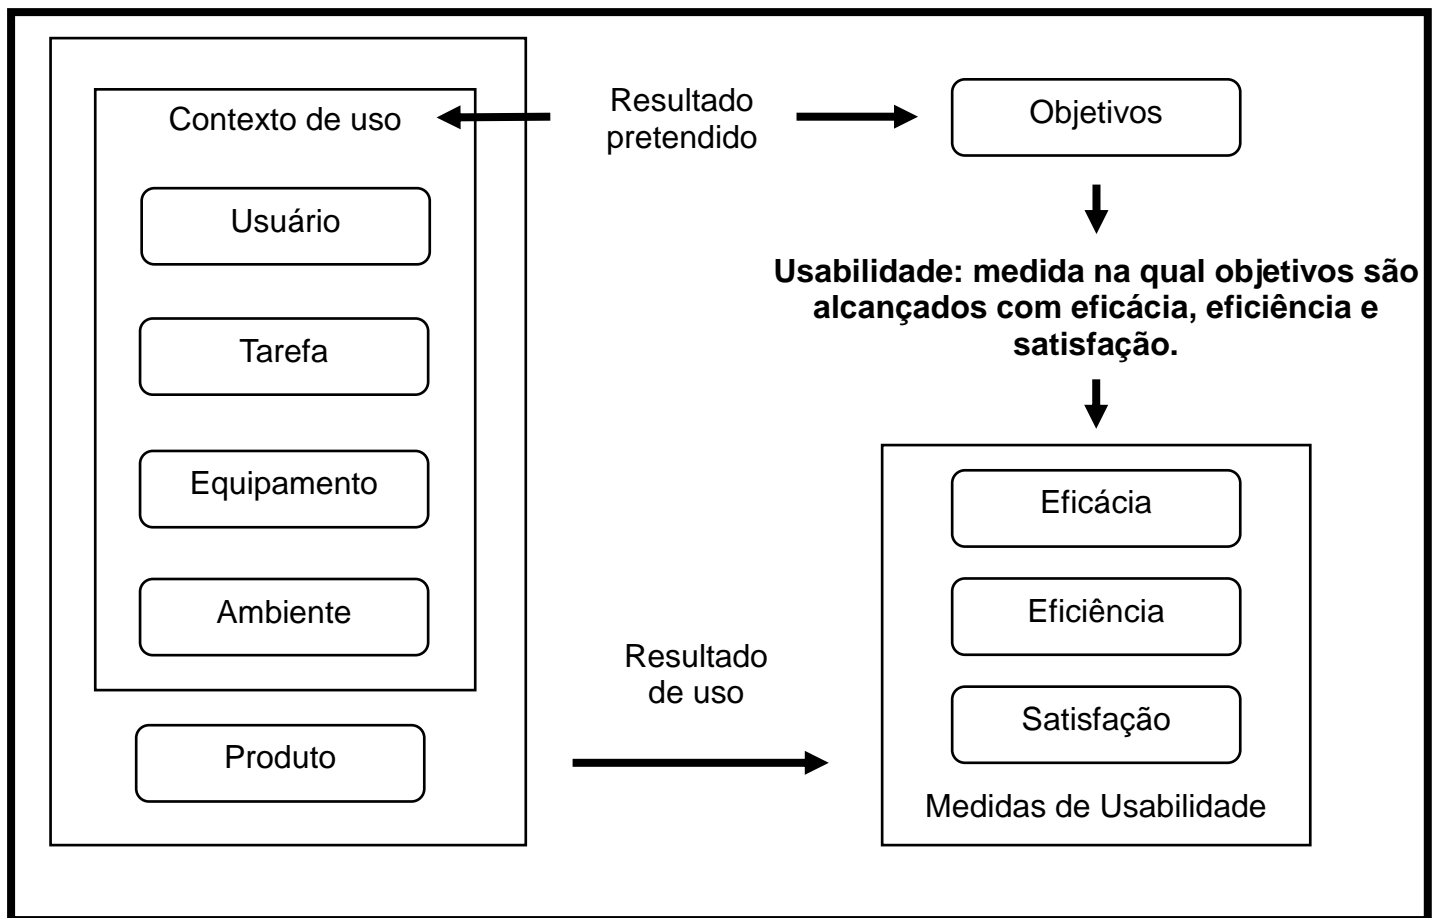 Contexto de uso
Usuário
Tarefa
Equipamento
Ambiente
Produto
Resultado
pretendido
Resultado
de uso
Objetivos
Usabilidade: medida na qual objetivos são
alcançados com eficácia, eficiência e
satisfação.
Eficácia
Eficiência
Satisfação
Medidas de Usabilidade